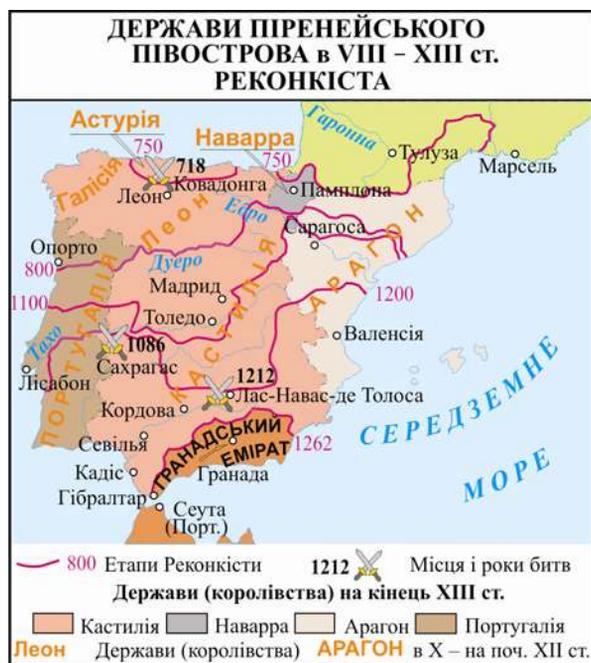 ДЕРЖАВИ ПІРЕНЕЙСЬКОГО
ПІВОСТРОВА в VIII – XIII ст.
РЕКОНКІСТА
Астурія
Наварра
Гаронна
750
718
750
Тулуза
Марсель
Галісія
Ковадонга
Леон
Памплона
Леон
Ебро
Сарагоса
АРАГОН
Опорто
800
Дуеро
Мадрид
1100
1200
Толедо
ПОРТУГАЛІЯ
КАСТИЛІЯ
Валенсія
Тахо
1086
Сахрагас
Лісабон
1212
Лас-Навас-де Толоса
Кордова
СЕРЕДЗЕМНЕ
МОРЕ
Севілья
ГРАНАДСЬКИЙ
ЕМІРАТ
1262
Кадіс
Гранада
Гібралтар
Сеута
(Порт.)
800 Етапи Реконкісти 1212 Місця і роки битв
Держави (королівства) на кінець XIII ст.
Кастилія Наварра Арагон Португалія
Леон Держави (королівства) АРАГОН в X – на поч. XII ст.